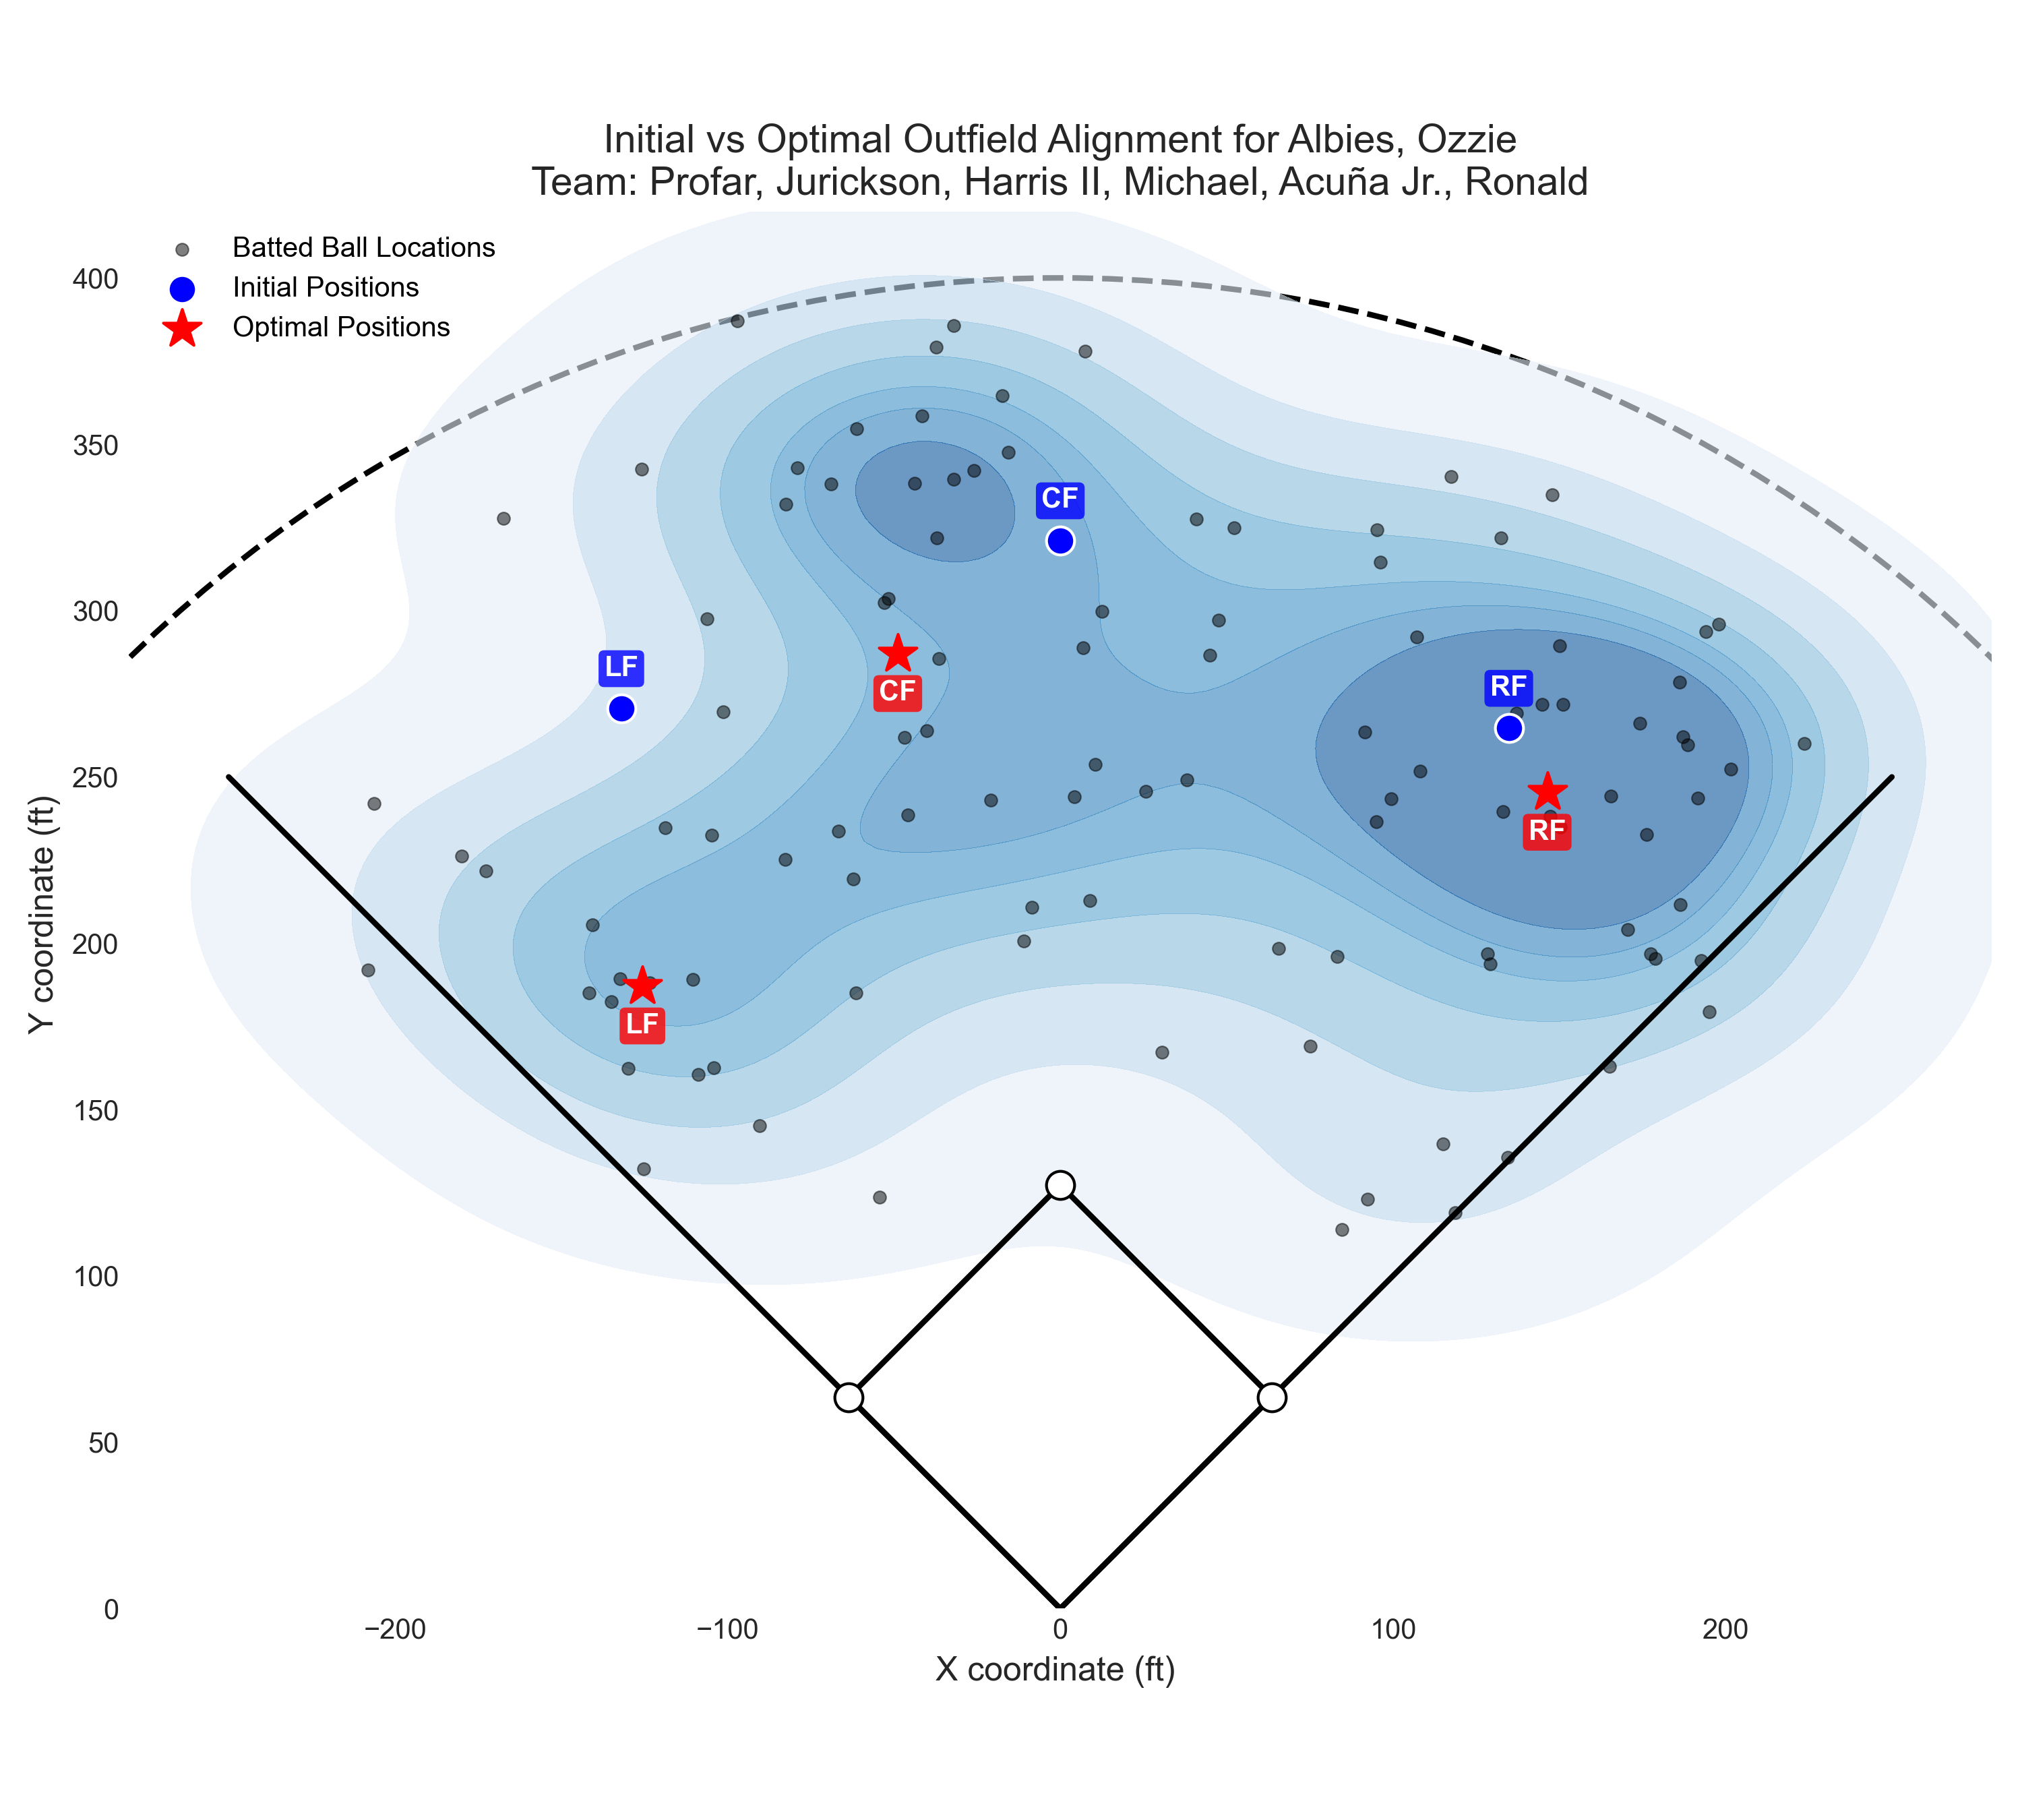 Initial vs Optimal Outfield Alignment for Albies, Ozzie
Team: Profar, Jurickson, Harris II, Michael, Acuña Jr., Ronald
Batted Ball Locations
Initial Positions
Optimal Positions
400
350
300
250
200
150
100
50
0
Y coordinate (ft)
CF
LF
CF
RF
RF
LF
−200
−100
0
100
200
X coordinate (ft)